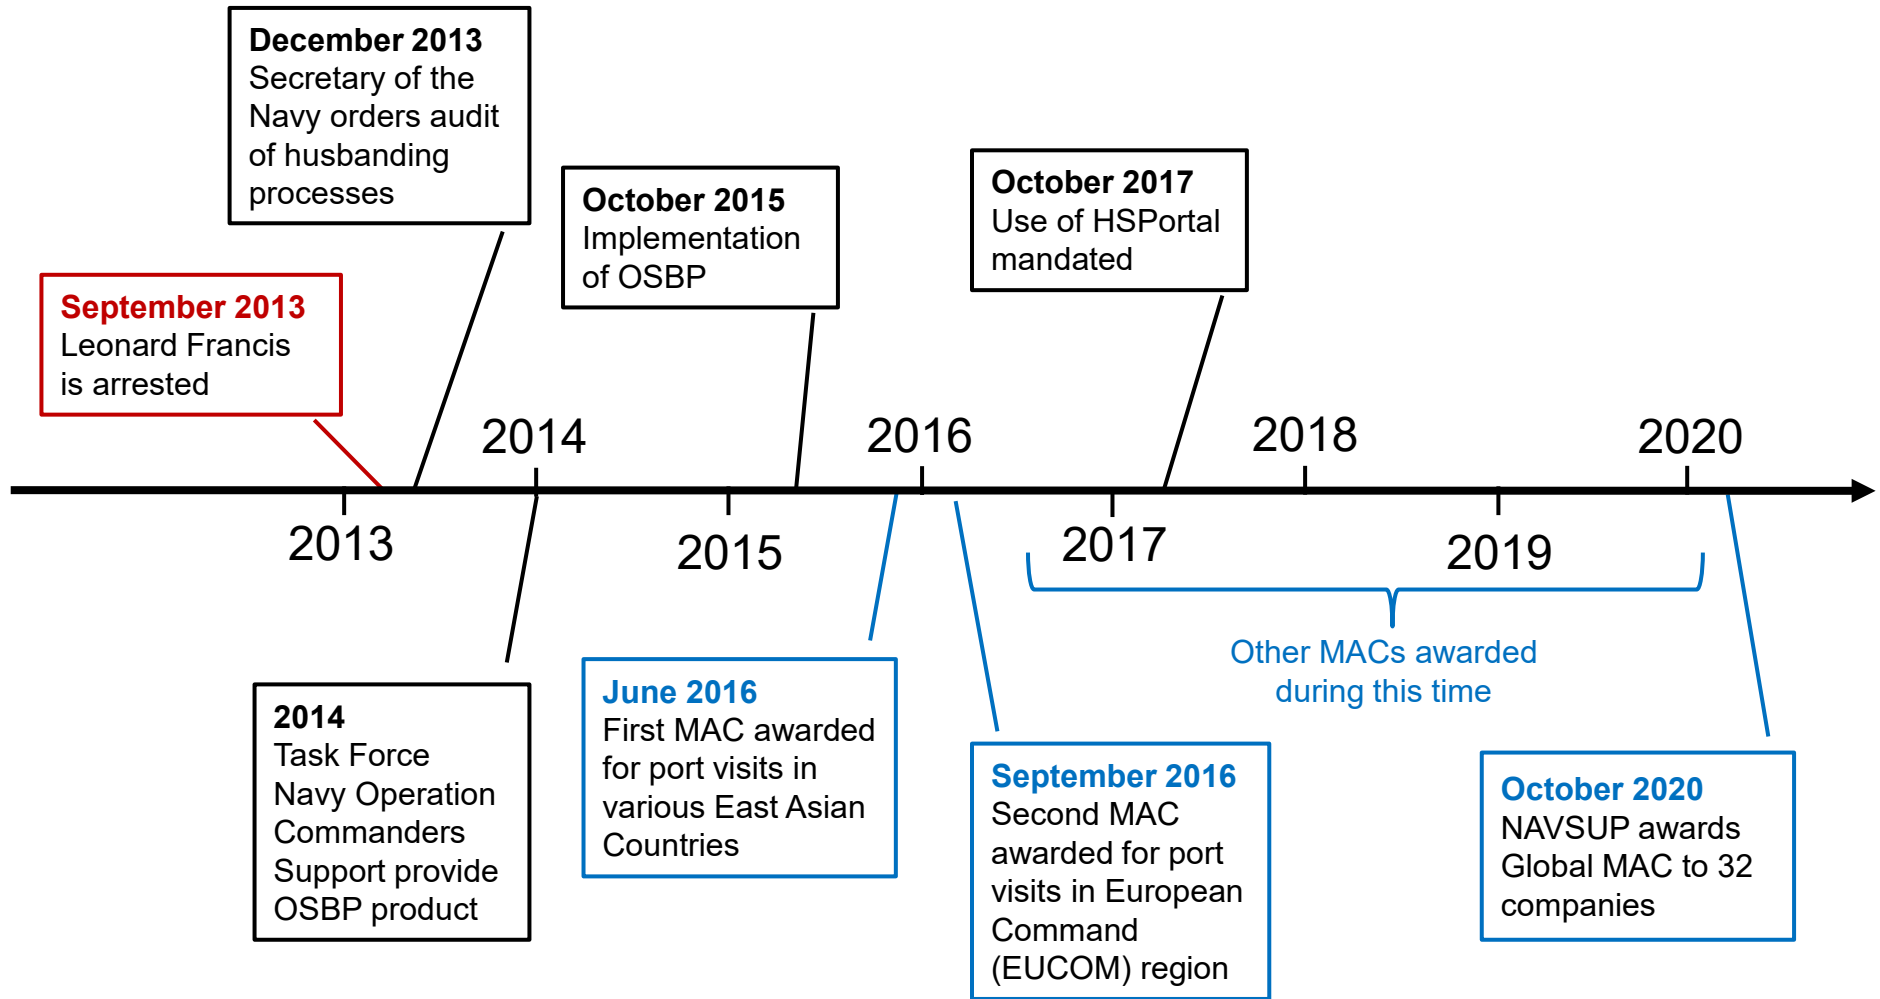 December 2013
Secretary of the
Navy orders audit
of husbanding
processes
October 2015
Implementation
of OSBP
October 2017
Use of HSPortal
mandated
September 2013
Leonard Francis
is arrested
2014
2016
2018
2020
2013
2015
2017
2019
Other MACs awarded
during this time
2014
Task Force
Navy Operation
Commanders
Support provide
OSBP product
June 2016
First MAC awarded
for port visits in
various East Asian
Countries
September 2016
Second MAC
awarded for port
visits in European
Command
(EUCOM) region
October 2020
NAVSUP awards
Global MAC to 32
companies